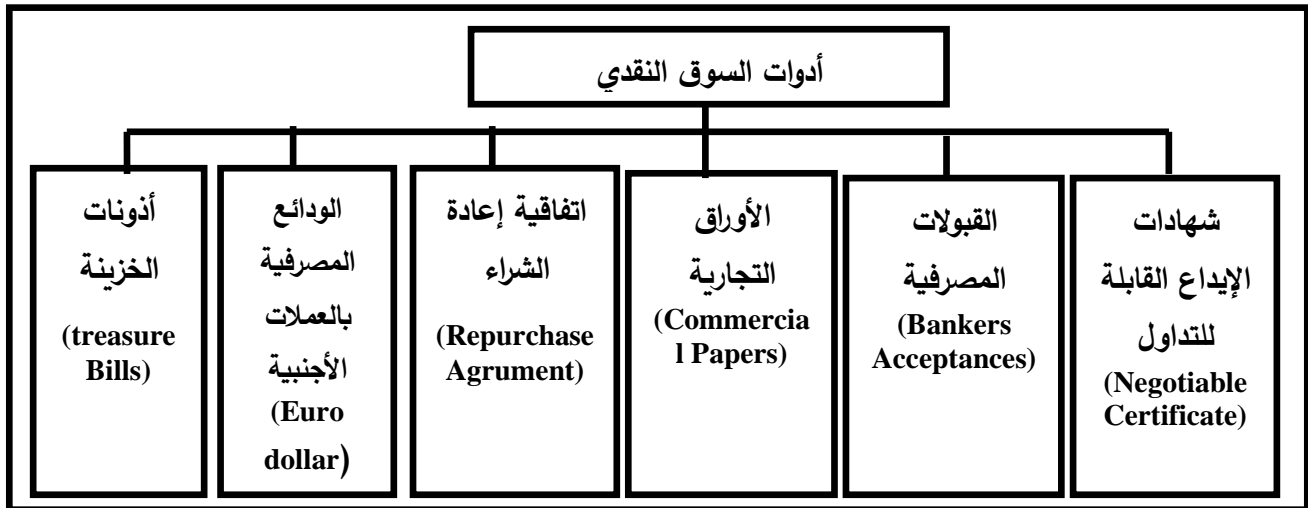 أدوات السوق النقدي
شهادات
الإيداع القابلة
للتداول
(Negotiable
Certificate)
القبولات
المصرفية
(Bankers
Acceptances)
الأوراق
التجارية
(Commercia
l Papers)
اتفاقية إعادة
الشراء
(Repurchase
Agrument)
الودائع
المصرفية
بالعملات
الأجنبية
(Euro
dollar)
أذونات
الخزينة
(treasure
Bills)